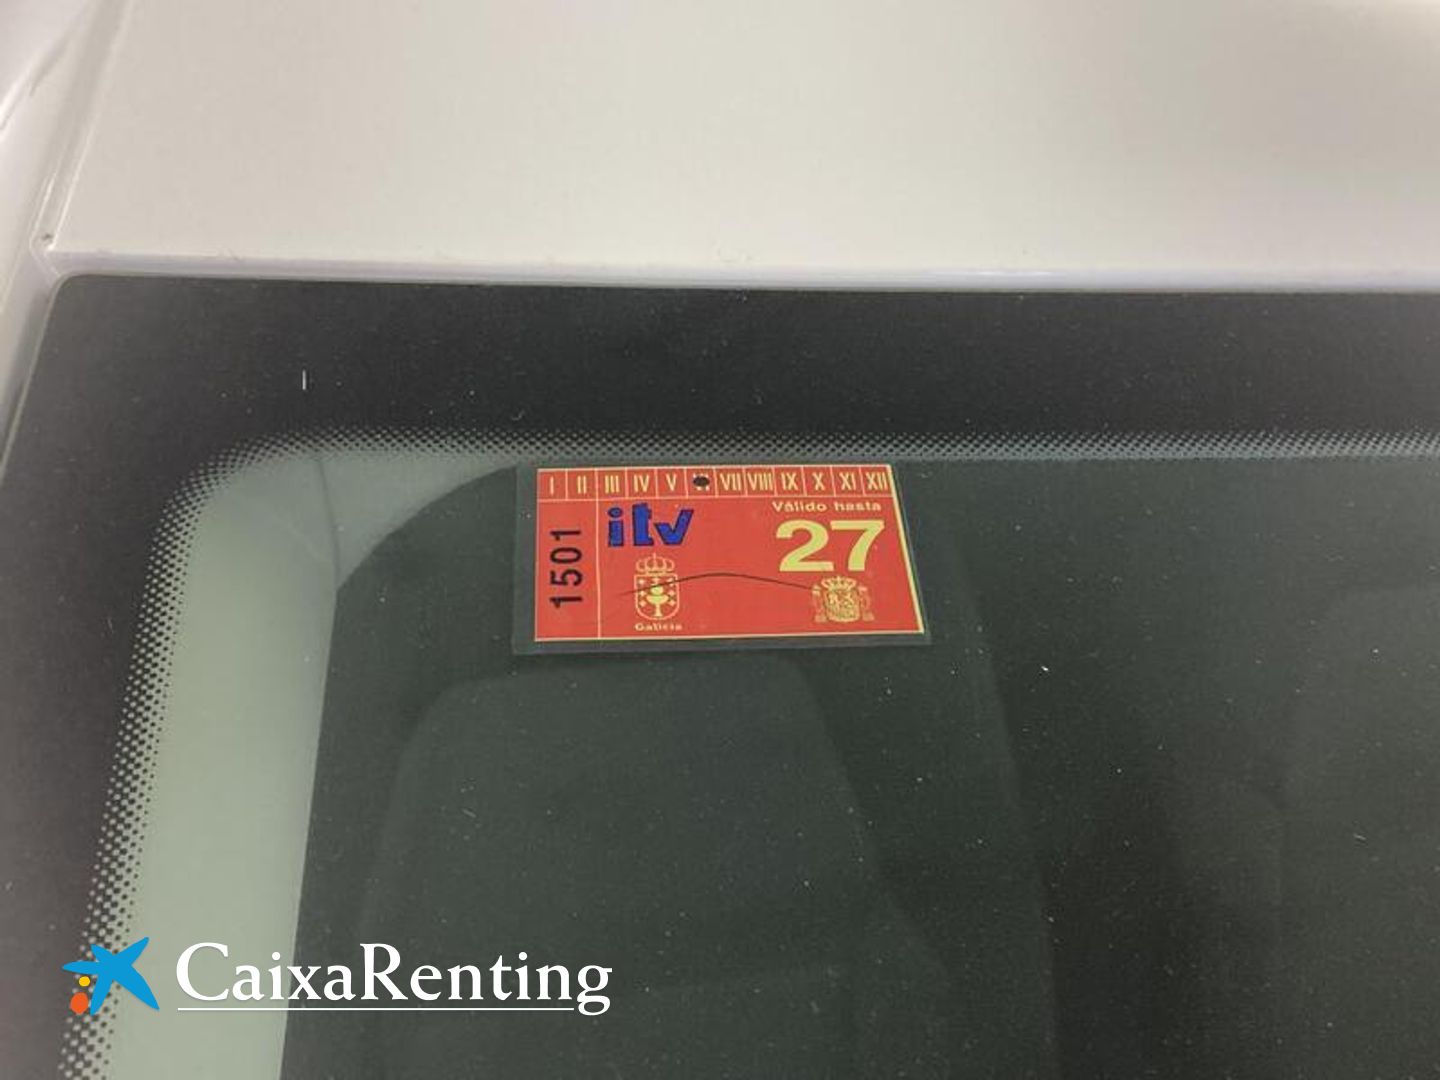 I II III IV V VII VIII IX X XI XII
itv
Válido hasta
27
1501
Galicia
CaixaRenting